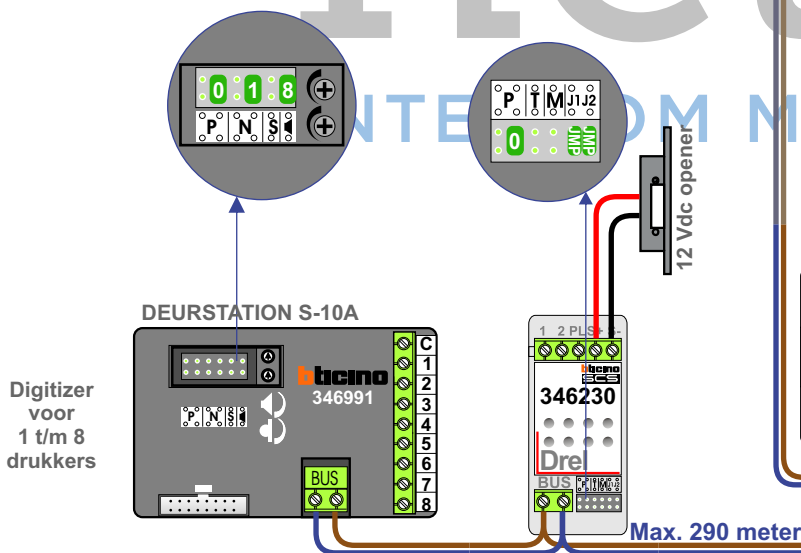 0 1 8
P N S
P T M J1 J2
0 JMP JMP
12 Vdc opener
DEURSTATION S-10A
Digitizer
voor
1 t/m 8
drukkers
bticino
346991
P N S
BUS
C
1
2
3
4
5
6
7
8
1 2 PL S+ S-
bticino
SCS
346230
Drel
BUS
P T M J1 J2
Max. 290 meter